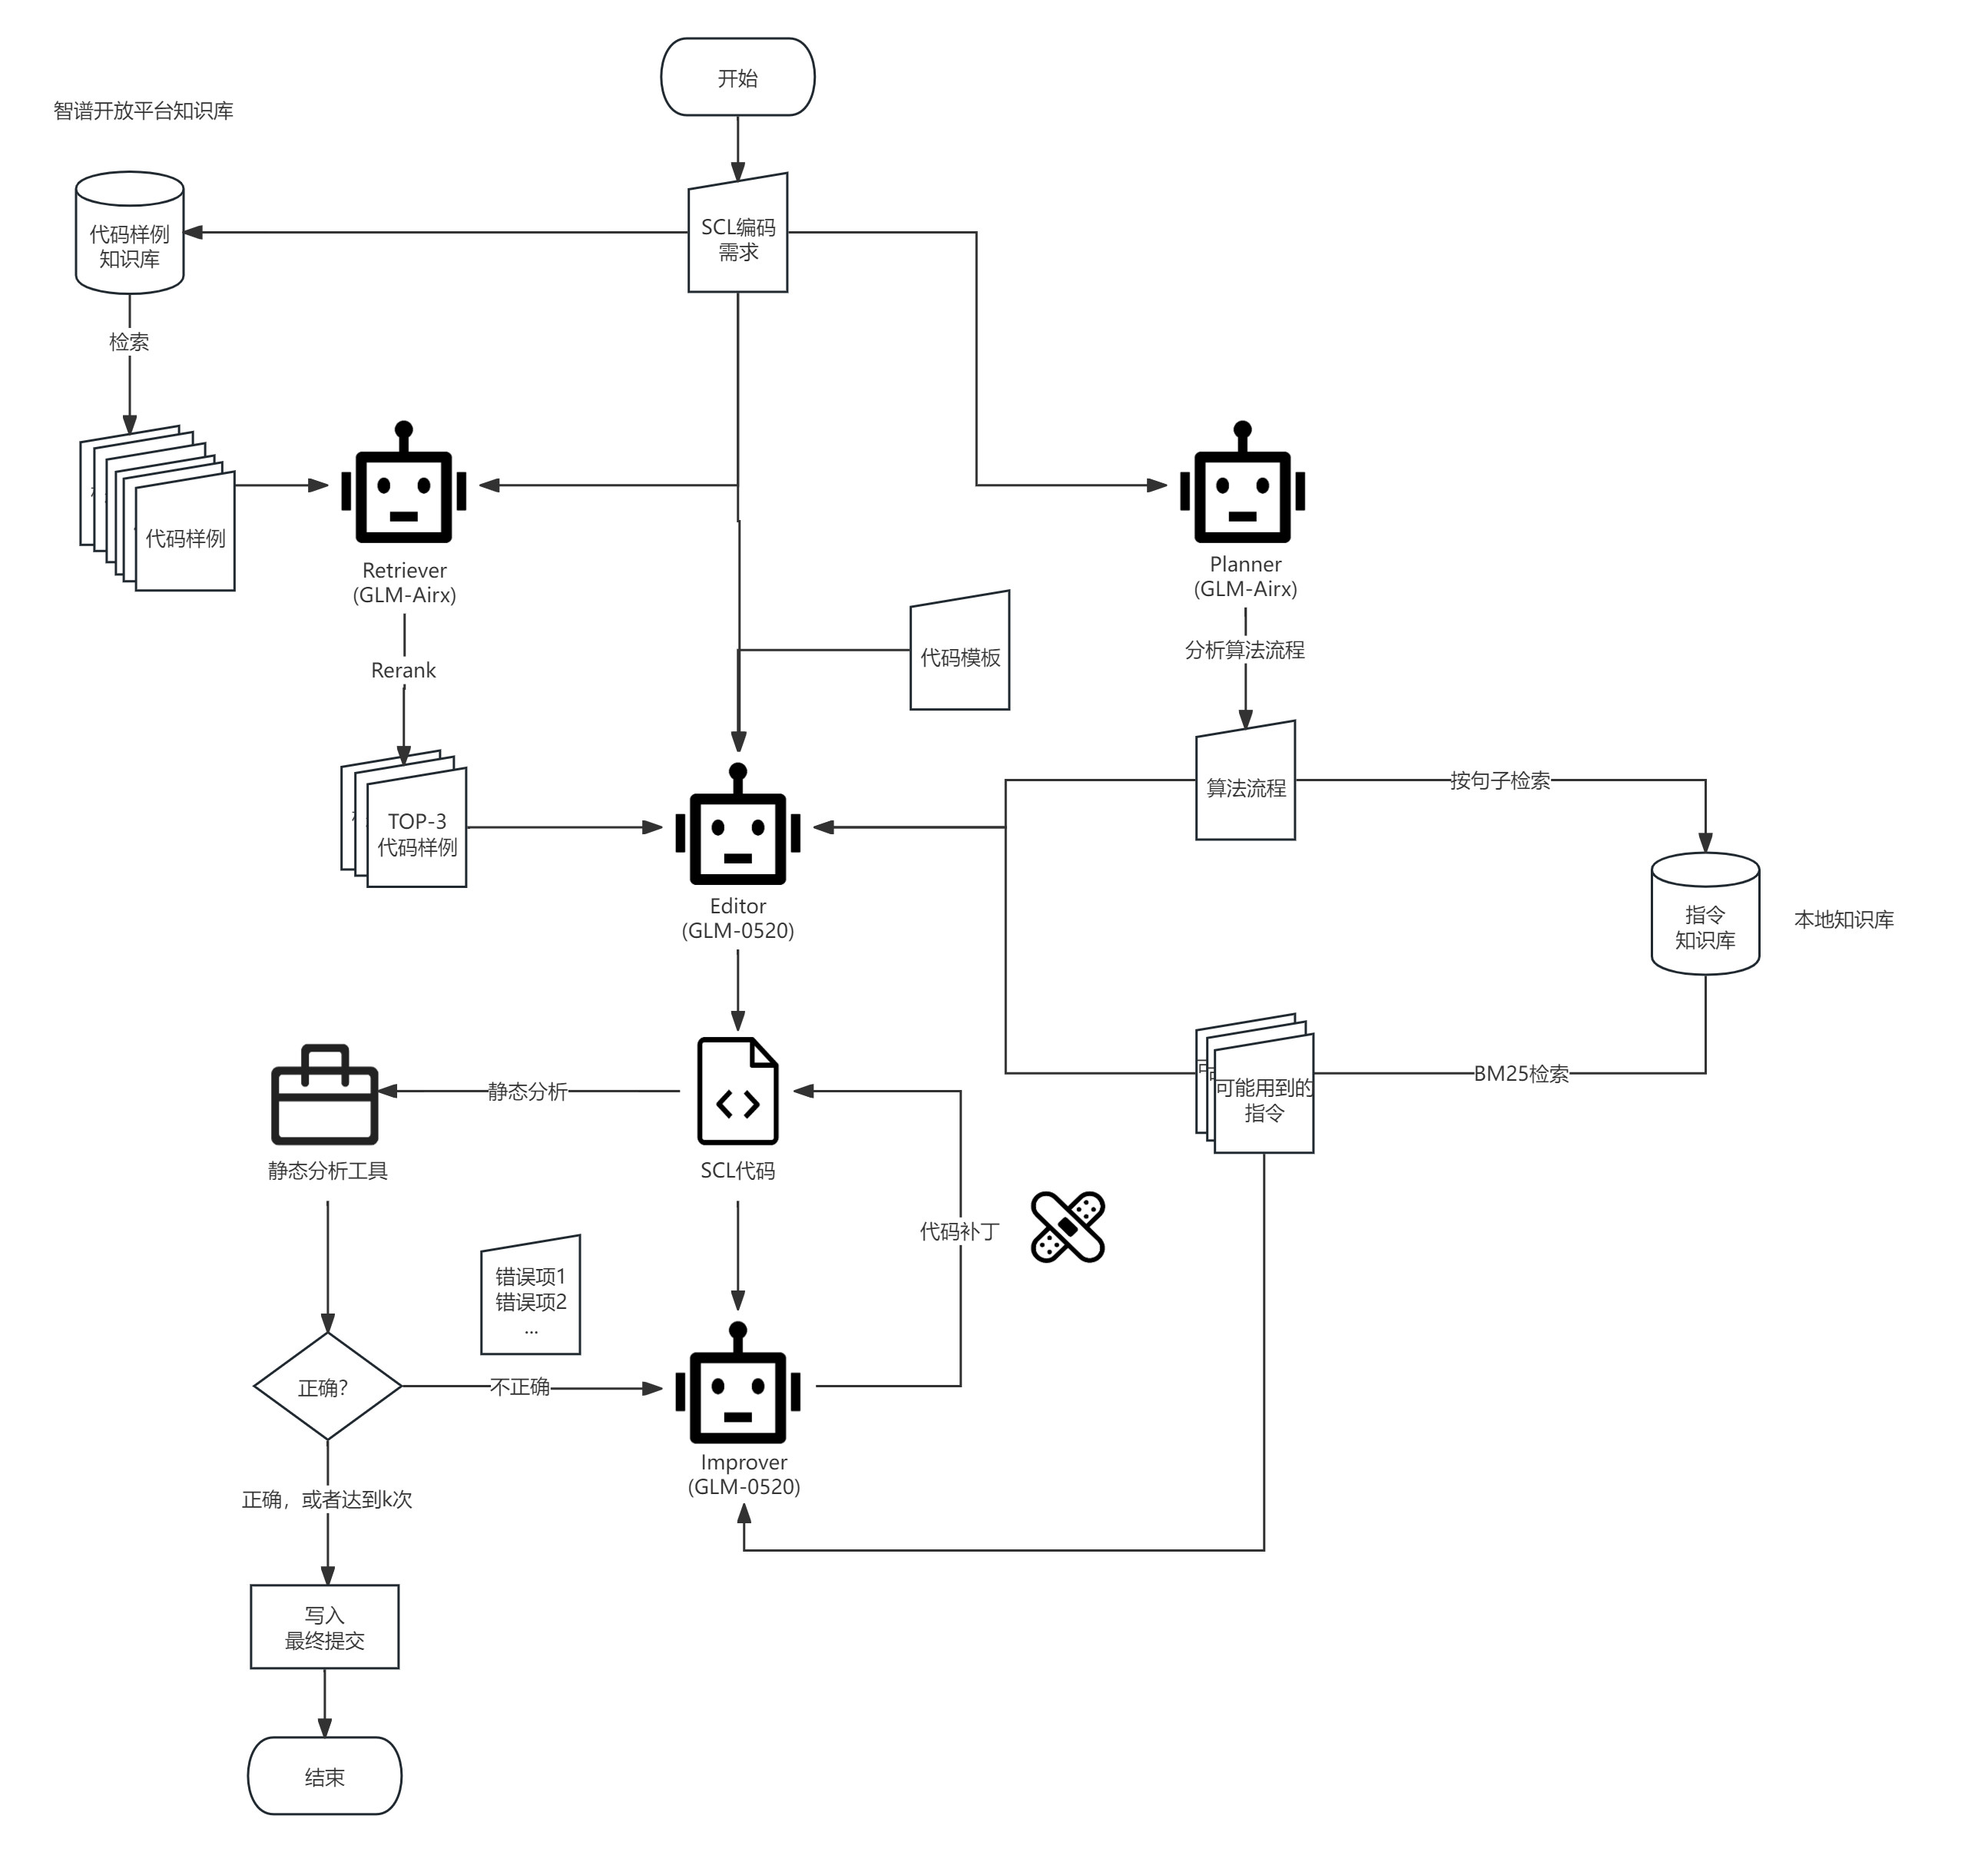 开始
智谱开放平台知识库
SCL编码
需求
代码样例
知识库
检索
代码样例
Retriever
(GLM-Airx)
Planner
(GLM-Airx)
Rerank
代码模板
分析算法流程
TOP-3
代码样例
算法流程
按句子检索
Editor
(GLM-0520)
指令
知识库
本地知识库
BM25检索
可能用到的
指令
静态分析
静态分析工具
SCL代码
代码补丁
错误项1
错误项2
...
正确?
不正确
Improver
(GLM-0520)
正确，或者达到k次
写入
最终提交
结束